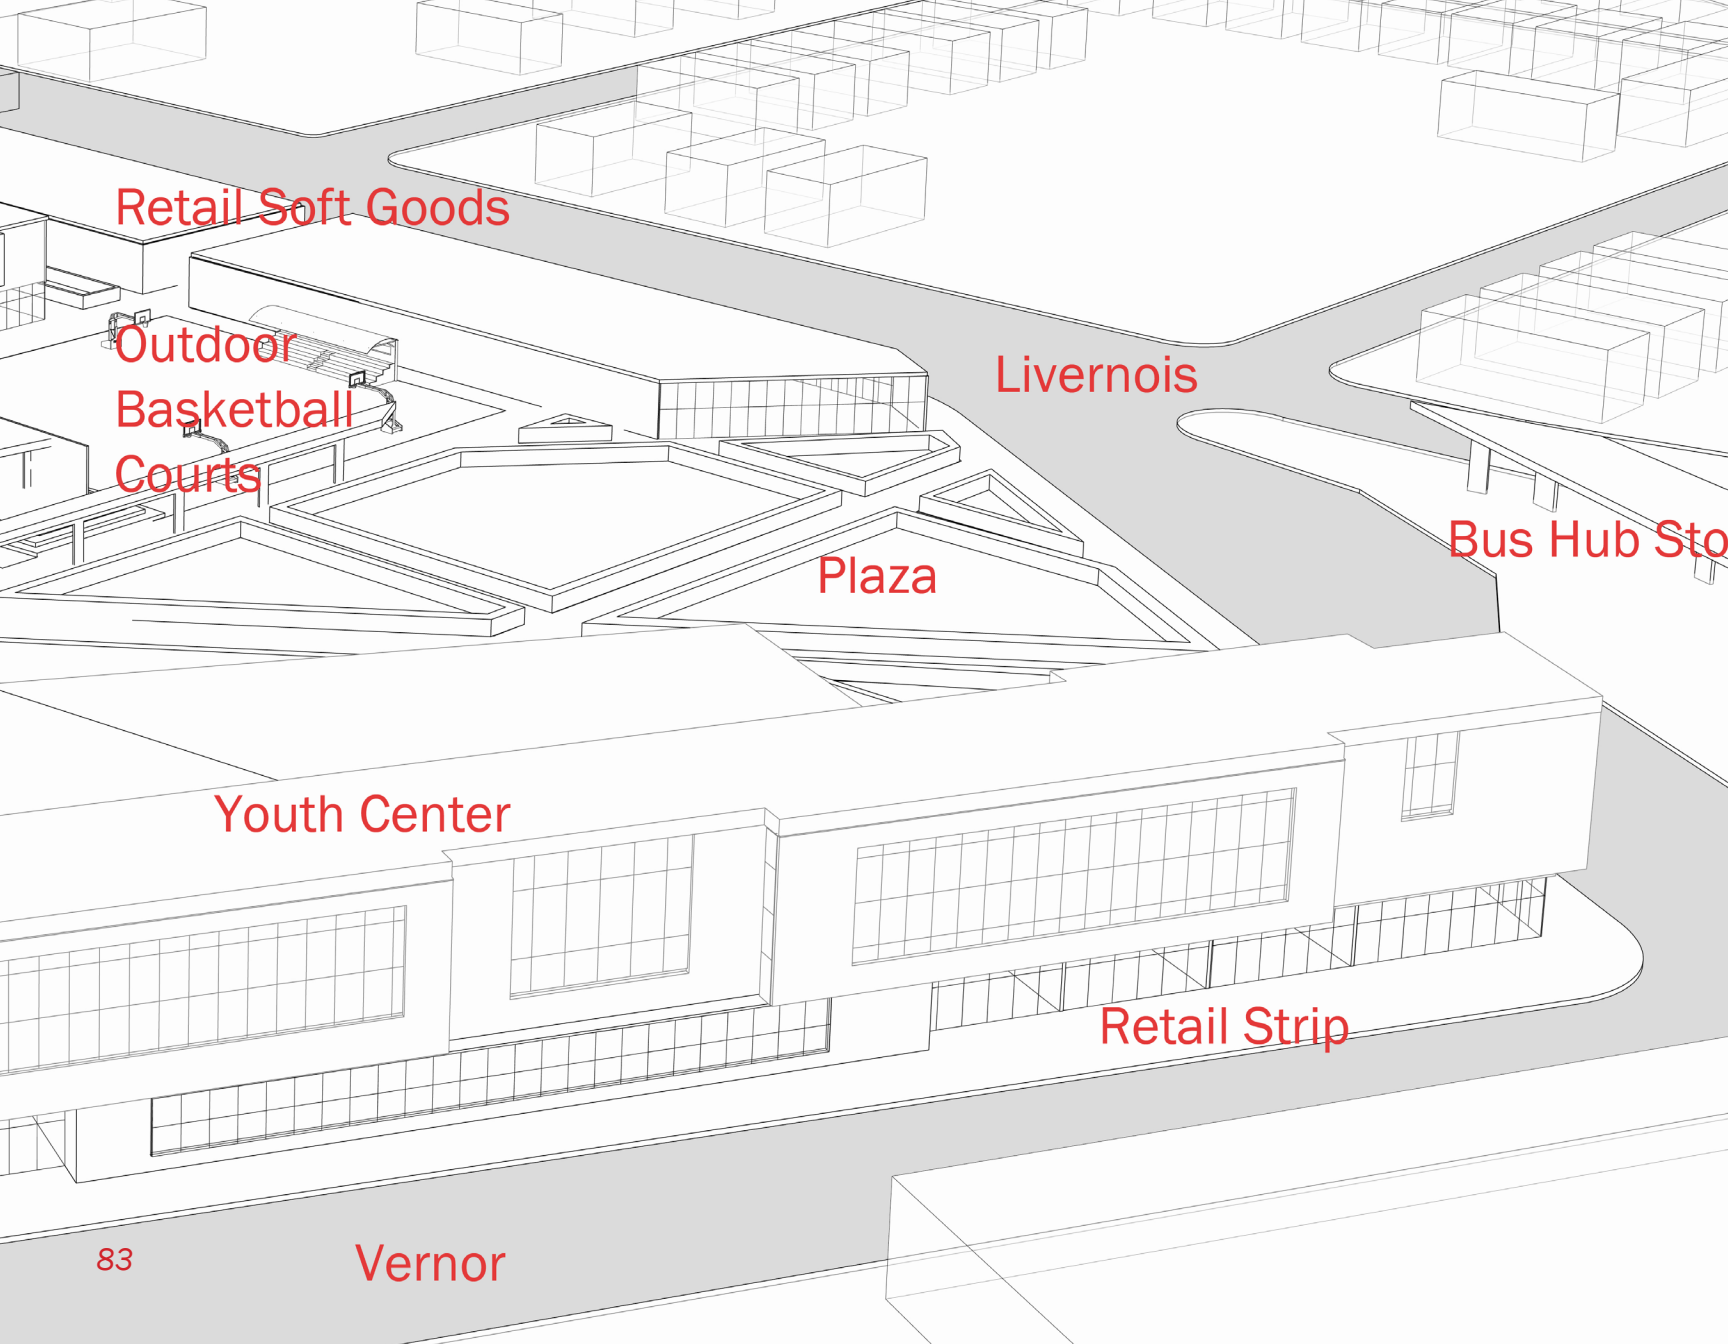 Retail Soft Goods
Outdoor
Basketball
Courts
Livernois
Bus Hub Sto
Plaza
Youth Center
Retail Strip
83
Vernor